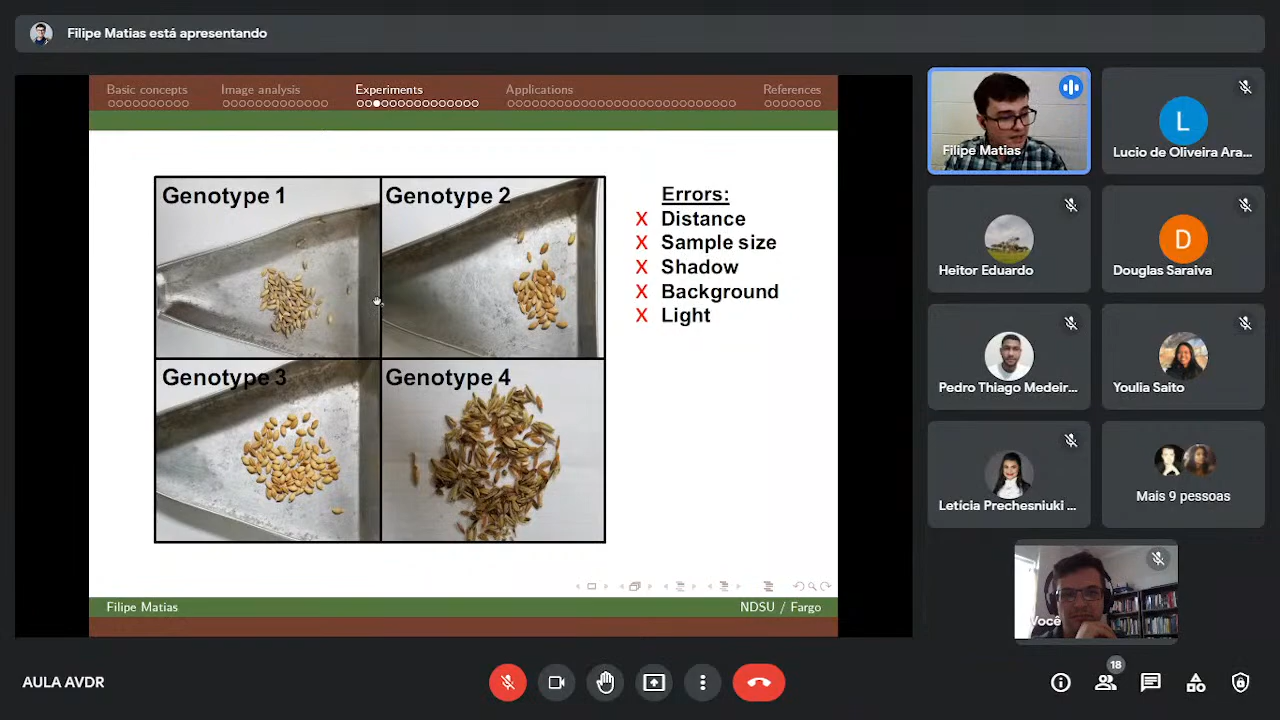 Filipe Matias está apresentando
Basic concepts
Image analysis
Experiments
Applications
References
Genotype 1
Genotype 2
Genotype 3
Genotype 4
Errors:
X Distance
X Sample size
X Shadow
X Background
X Light
Filipe Matias
NDSU / Fargo
Filipe Matias
L
Lucio de Oliveira Ara...
Heitor Eduardo
D
Douglas Saraiva
Pedro Thiago Medeir...
Youlia Saito
Letícia Prechesniuki ...
Mais 9 pessoas
Você
AULA AVDR
18